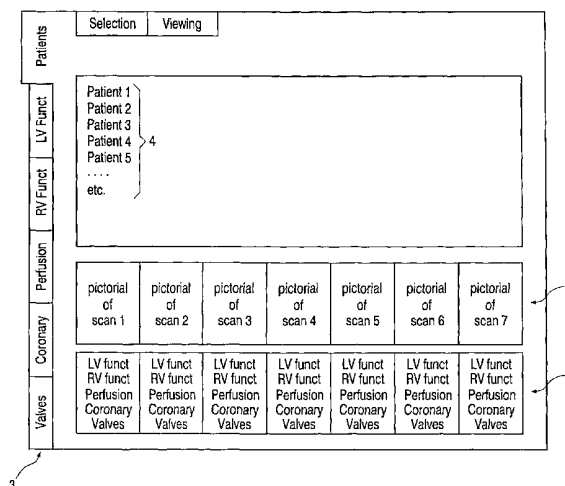 Selection Viewing
Patients
LV Funct
RV Funct
Perfusion
Coronary
Valves
Patient 1
Patient 2
Patient 3
Patient 4
Patient 5
. . . .
etc.
4
pictorial of scan 1
pictorial of scan 2
pictorial of scan 3
pictorial of scan 4
pictorial of scan 5
pictorial of scan 6
pictorial of scan 7
LV funct LV funct LV funct LV funct LV funct LV funct LV funct
RV funct RV funct RV funct RV funct RV funct RV funct RV funct
Perfusion Perfusion Perfusion Perfusion Perfusion Perfusion Perfusion
Coronary Coronary Coronary Coronary Coronary Coronary Coronary
Valves Valves Valves Valves Valves Valves Valves
3